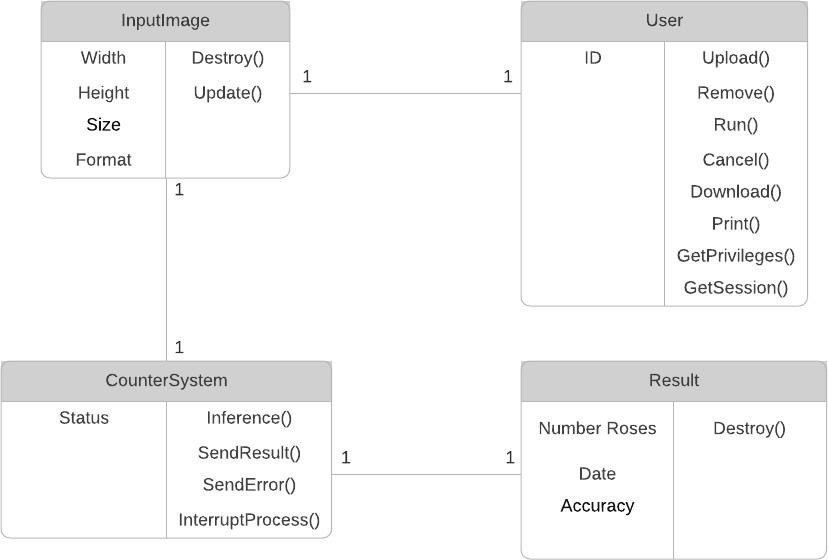 InputImage
Width
Height
Size
Format
Destroy()
Update()
1
1
User
ID
Upload()
Remove()
Run()
Cancel()
Download()
Print()
GetPrivileges()
GetSession()
1
1
CounterSystem
Status
Inference()
SendResult()
SendError()
InterruptProcess()
1
1
Result
Number Roses
Date
Accuracy
Destroy()